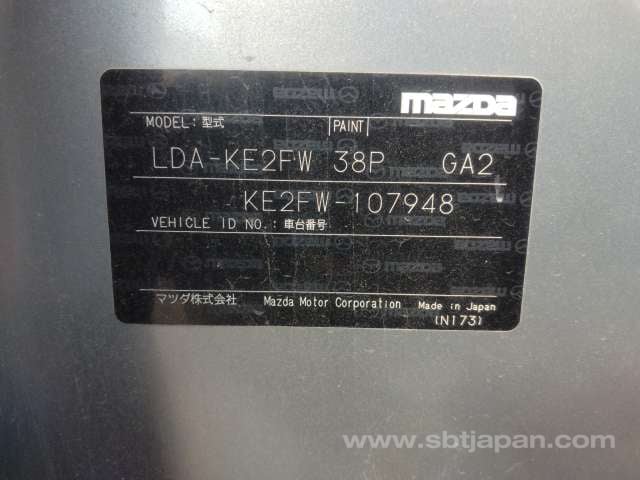 mazda
MODEL: 型式 PAINT
LDA-KE2FW 38P GA2
KE2FW-107948
VEHICLE ID NO.: 車台番号
マツダ株式会社 Mazda Motor Corporation Made in Japan
(N173)
www.sbtjapan.com